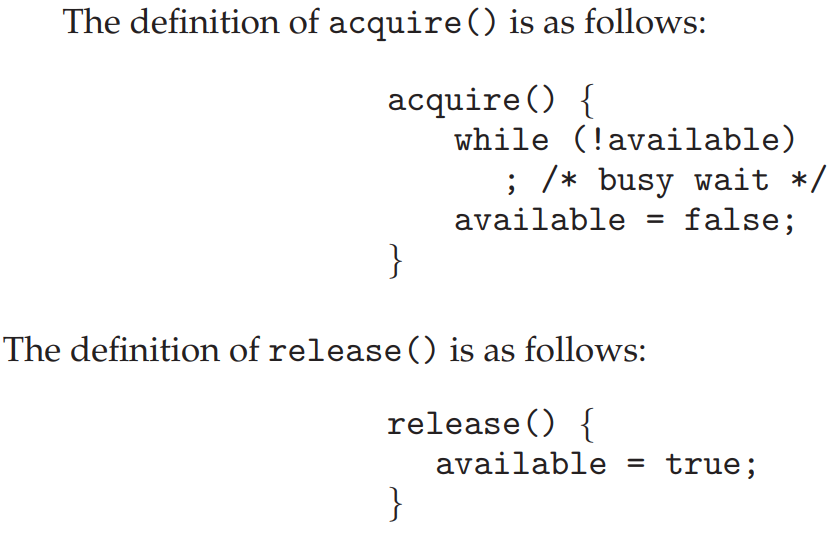 The definition of acquire() is as follows:
acquire() {
while (!available)
; /* busy wait */
available = false;
}
The definition of release() is as follows:
release() {
available = true;
}